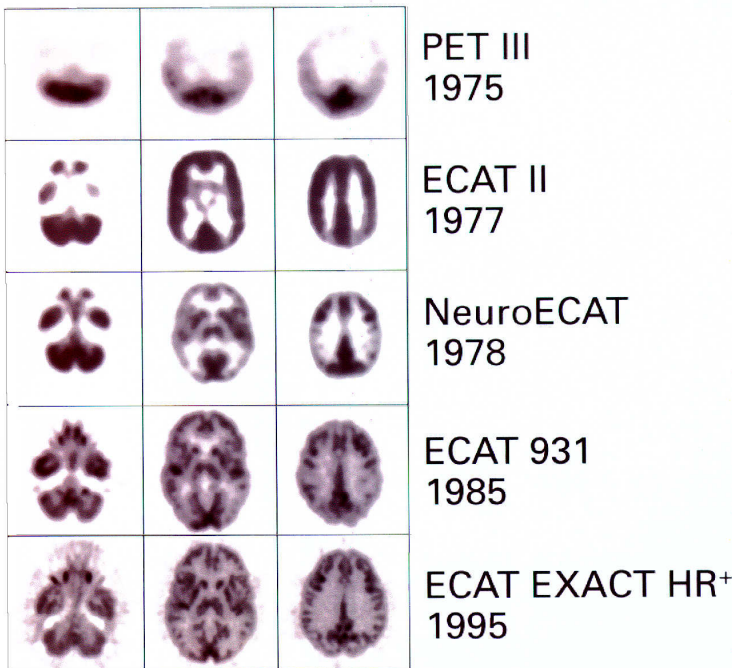 PET III
1975
ECAT II
1977
NeuroECAT
1978
ECAT 931
1985
ECAT EXACT HR⁺
1995